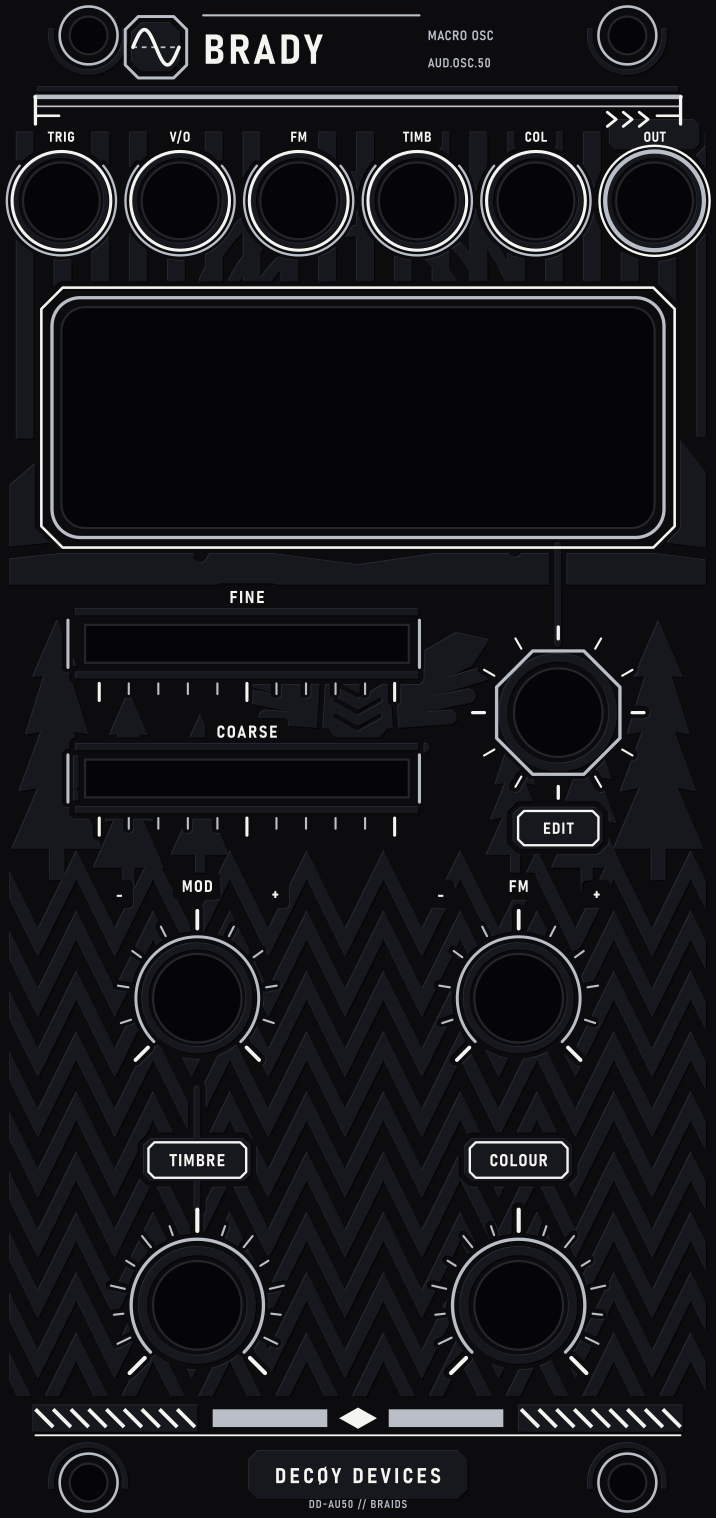 BRADY
MACRO OSC
AUD.OSC.50
TRIG
V/O
FM
TIMB
COL
OUT
FINE
COARSE
EDIT
- MOD +
- FM +
TIMBRE
COLOUR
DECØY DEVICES
DD-AU50 // BRAIDS